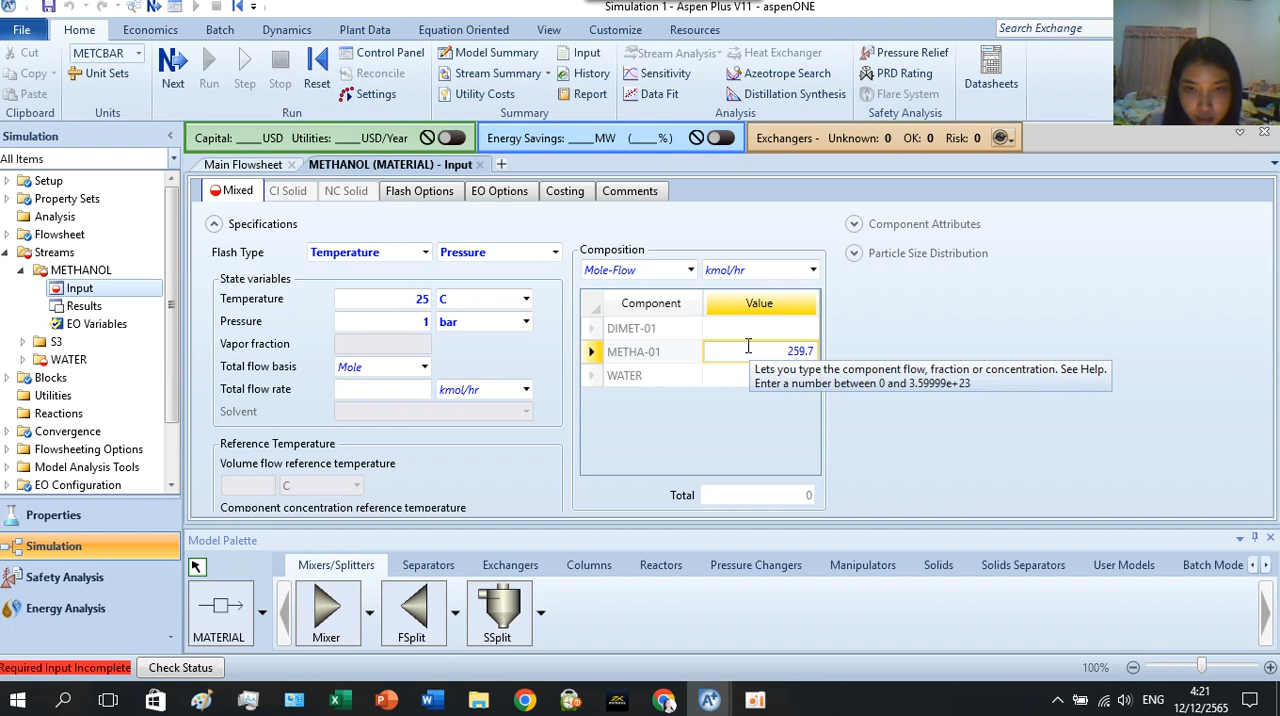 Simulation 1 - Aspen Plus V11 - aspenONE
File Home Economics Batch Dynamics Plantdata Equation Oriented View Customize Resources Search Exchange
Cut METCBAR Control Panel Model Summary Input Stream Analysis Heat Exchanger Pressure Relief
Copy Unit Sets Next Run Step Stop Reset Reconcile Stream Summary History Sensitivity Azeotrope Search PRD Rating Datasheets
Paste Settings Utility Costs Report Data Fit Distillation Synthesis Flare System
Clipboard Units Run Summary Analysis Safety Analysis
Simulation Capital: USD Utilities: USD/Year Energy Savings: MW ( %) Exchangers - Unknown: 0 OK: 0 Risk: 0
All Items Main Flowsheet METHANOL (MATERIAL) - Input
Setup Mixed CI Solid NC Solid Flash Options EO Options Costing Comments
Property Sets
Analysis
Flowsheet
Streams
METHANOL
Input
Results
EO Variables
S3
WATER
Blocks
Utilities
Reactions
Convergence
Flowsheeting Options
Model Analysis Tools
EO Configuration
Specifications
Flash Type Temperature Pressure
State variables
Temperature 25 C
Pressure 1 bar
Vapor fraction
Total flow basis Mole
Total flow rate kmol/hr
Solvent
Reference Temperature
Volume flow reference temperature
C
Component concentration reference temperature
Composition
Mole-Flow kmol/hr
Component Value
DIMET-01
METHA-01 259.7
WATER
Total 0
Lets you type the component flow, fraction or concentration. See Help.
Enter a number between 0 and 3.59999e+23
Component Attributes
Particle Size Distribution
Properties
Simulation
Safety Analysis
Energy Analysis
Model Palette
Mixers/Splitters Separators Exchangers Columns Reactors Pressure Changers Manipulators Solids Solids Separators User Models Batch Mode
MATERIAL Mixer FSplit SSplit
Required Input Incomplete Check Status 100%
ENG 4:21
12/12/2565